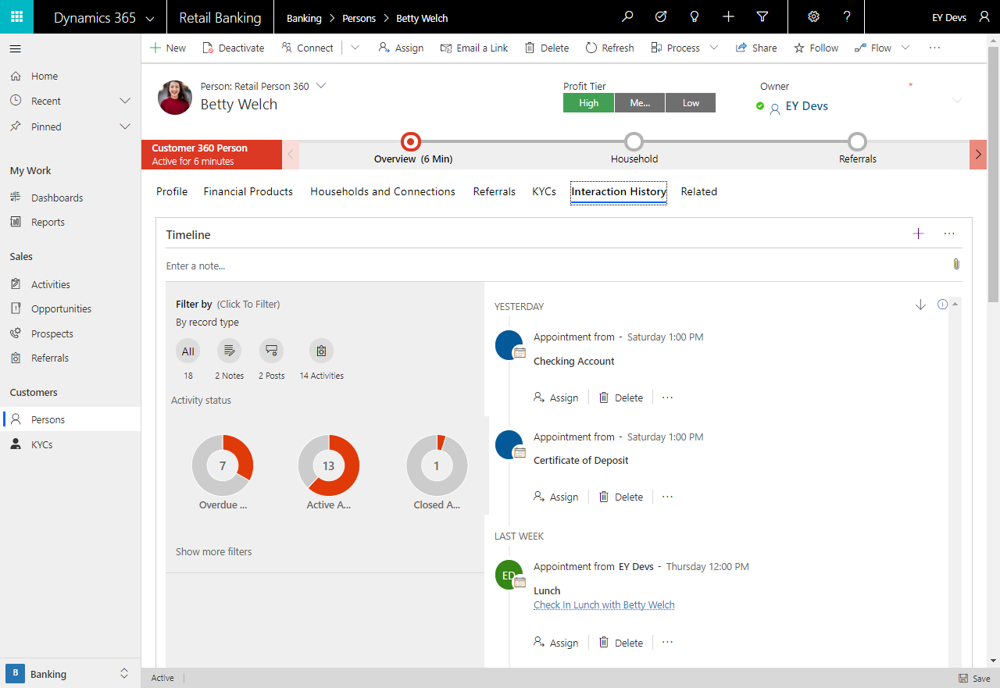 Dynamics 365 Retail Banking Banking > Persons > Betty Welch ? EY Devs
New Deactivate Connect Assign Email a Link Delete Refresh Process Share Follow Flow ...
Home
Recent
Pinned
My Work
Dashboards
Reports
Sales
Activities
Opportunities
Prospects
Referrals
Customers
Persons
KYCs
B Banking
Person: Retail Person 360
Betty Welch
Profit Tier
High Me... Low
Owner *
EY Devs
Customer 360 Person
Active for 6 minutes
Overview (6 Min) Household Referrals
Profile Financial Products Households and Connections Referrals KYCs Interaction History Related
Timeline
Enter a note...
Filter by (Click To Filter)
By record type
All
18 2 Notes 2 Posts 14 Activities
Activity status
7 13 1
Overdue ... Active A... Closed A...
Show more filters
YESTERDAY
Appointment from - Saturday 1:00 PM
Checking Account
Assign Delete ...
Appointment from - Saturday 1:00 PM
Certificate of Deposit
Assign Delete ...
LAST WEEK
ED Appointment from EY Devs - Thursday 12:00 PM
Lunch
Check In Lunch with Betty Welch
Assign Delete ...
Active Save